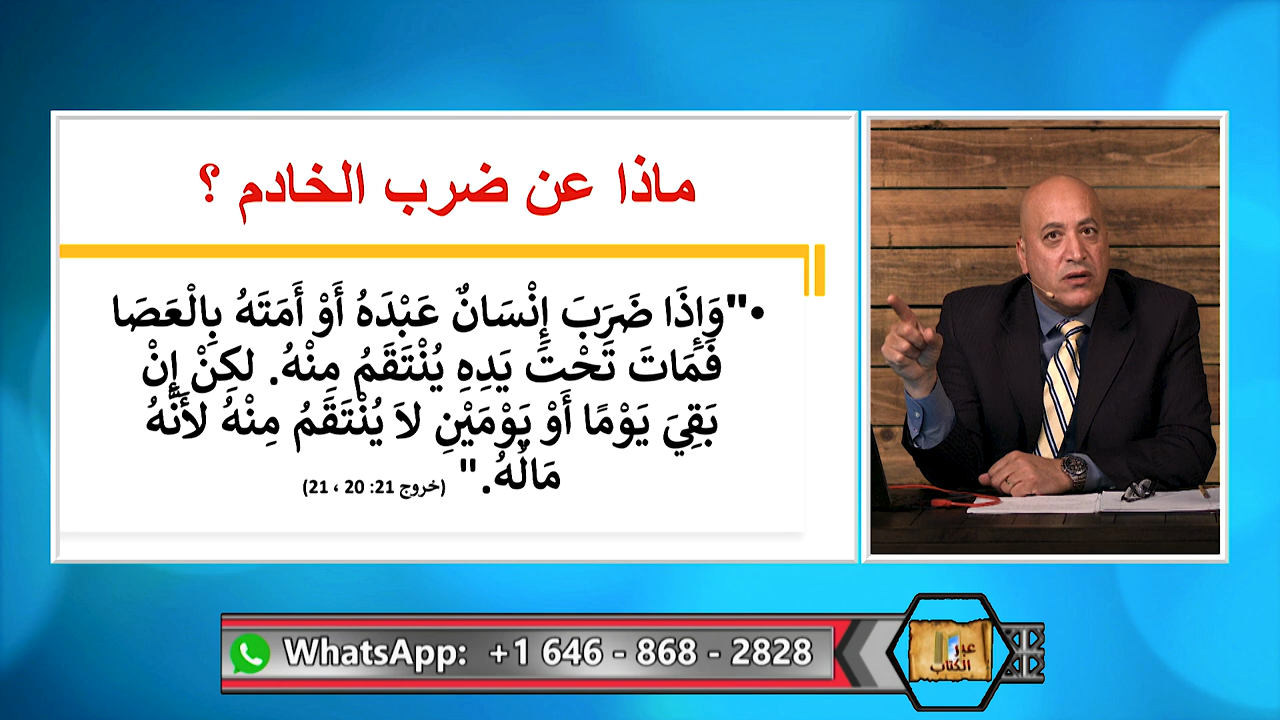 ماذا عن ضرب الخادم ؟
•"وَإِذَا ضَرَبَ إِنْسَانٌ عَبْدَهُ أَوْ أَمَتَهُ بِالْعَصَا
فَمَاتَ تَحْتَ يَدِهِ يُنْتَقَمُ مِنْهُ. لكِنْ إِنْ
بَقِيَ يَوْمًا أَوْ يَوْمَيْنِ لاَ يُنْتَقَمُ مِنْهُ لأَنَّهُ
مَالُهُ." (خروج 21: 20 ، 21)
WhatsApp: +1 646 - 868 - 2828
عبر
الكتاب